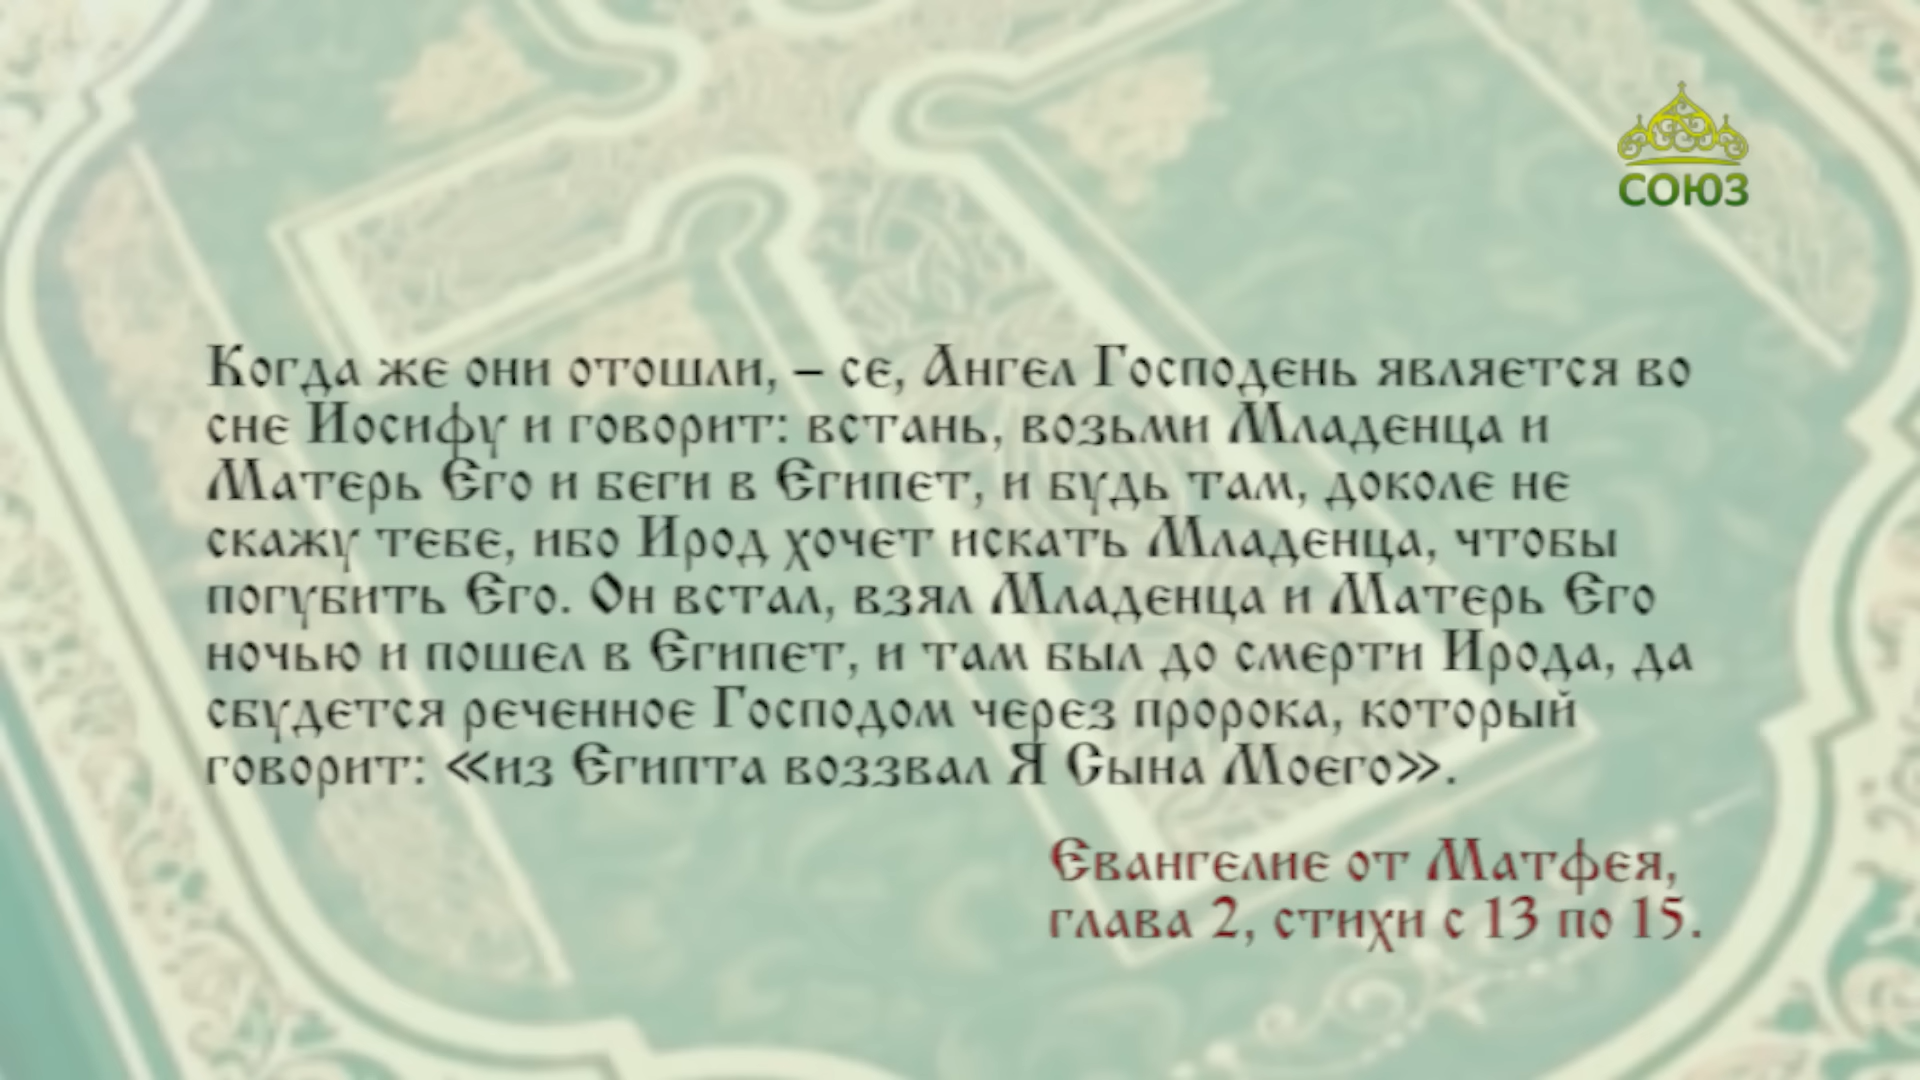 СОЮЗ
Когда же они отошли, – се, Ангел Господень является во
сне Иосифу и говорит: встань, возьми Младенца и
Матерь Его и беги в Египет, и будь там, доколе не
скажу тебе, ибо Ирод хочет искать Младенца, чтобы
погубить Его. Он встал, взял Младенца и Матерь Его
ночью и пошел в Египет, и там был до смерти Ирода, да
сбудется реченное Господом через пророка, который
говорит: «из Египта воззвал Я Сына Моего».
Евангелие от Матфея,
глава 2, стихи с 13 по 15.